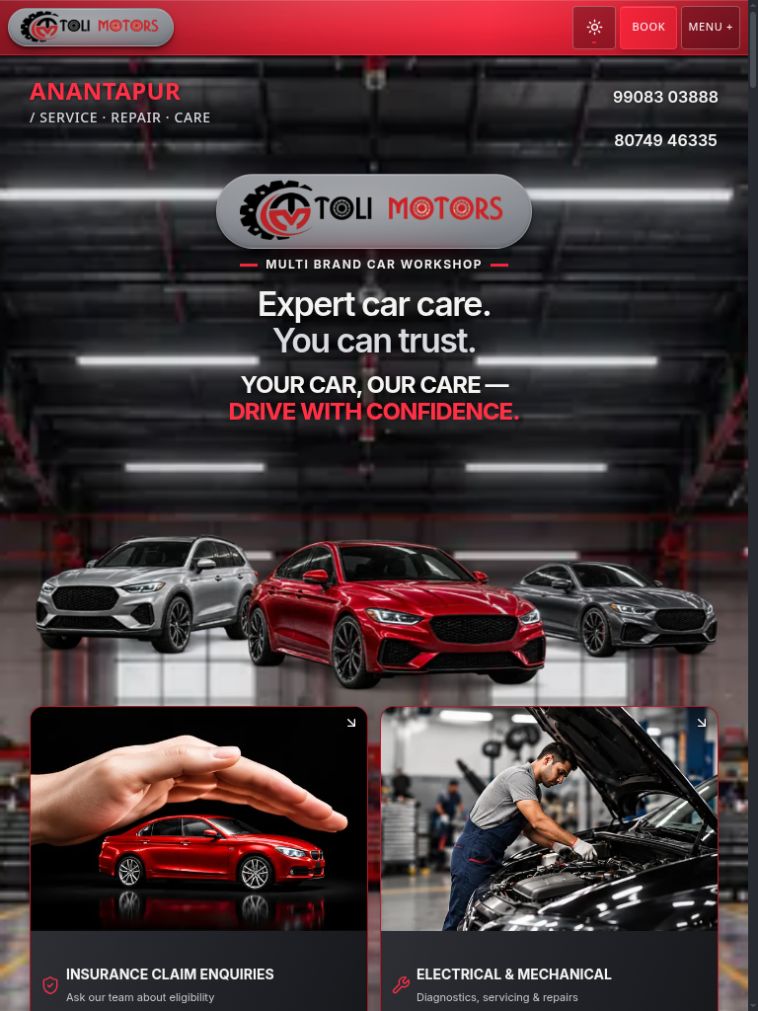 TOLI MOTORS
BOOK
MENU +
ANANTAPUR
/ SERVICE · REPAIR · CARE
99083 03888
80749 46335
TOLI MOTORS
MULTI BRAND CAR WORKSHOP
Expert car care.
You can trust.
YOUR CAR, OUR CARE —
DRIVE WITH CONFIDENCE.
INSURANCE CLAIM ENQUIRIES
Ask our team about eligibility
ELECTRICAL & MECHANICAL
Diagnostics, servicing & repairs